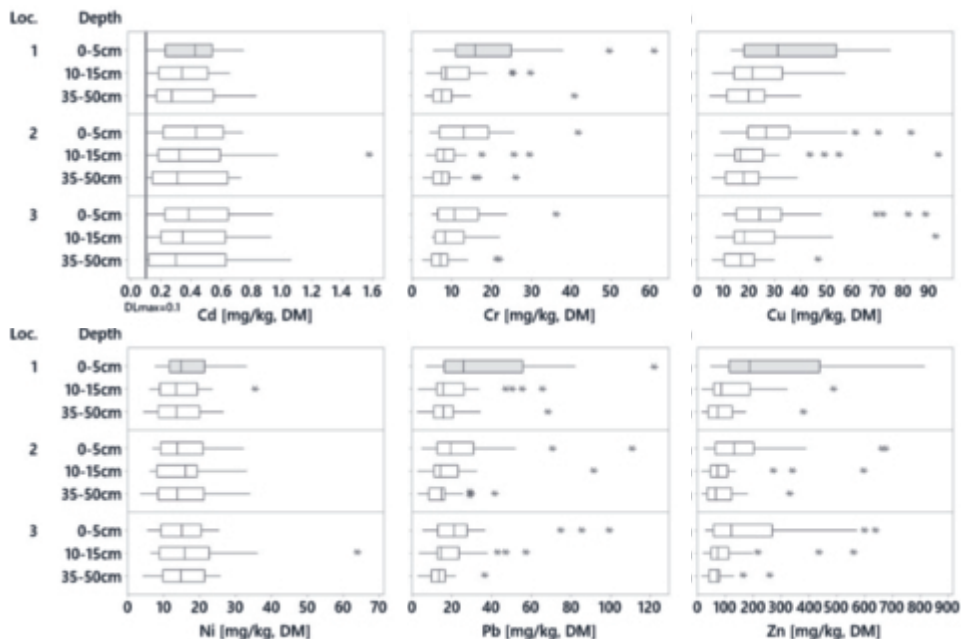 Loc. Depth
1 0-5cm
10-15cm
35-50cm
2 0-5cm
10-15cm
35-50cm
3 0-5cm
10-15cm
35-50cm
0.0 0.2 0.4 0.6 0.8 1.0 1.2 1.4 1.6
DLmax=0.1
Cd [mg/kg, DM]
0 10 20 30 40 50 60
Cr [mg/kg, DM]
0 10 20 30 40 50 60 70 80 90
Cu [mg/kg, DM]
Loc. Depth
1 0-5cm
10-15cm
35-50cm
2 0-5cm
10-15cm
35-50cm
3 0-5cm
10-15cm
35-50cm
0 10 20 30 40 50 60 70
Ni [mg/kg, DM]
0 20 40 60 80 100 120
Pb [mg/kg, DM]
0 100 200 300 400 500 600 700 800 900
Zn [mg/kg, DM]